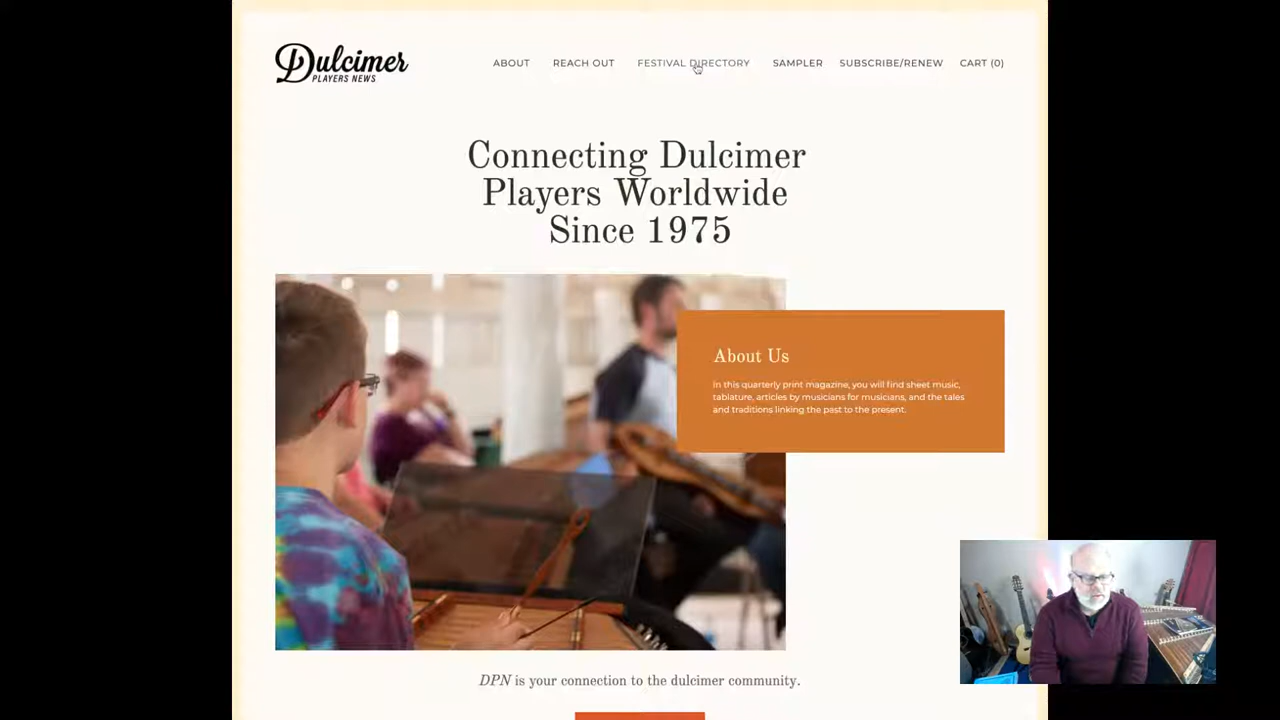 Dulcimer
PLAYERS NEWS
ABOUT REACH OUT FESTIVAL DIRECTORY SAMPLER SUBSCRIBE/RENEW CART (0)
Connecting Dulcimer
Players Worldwide
Since 1975
About Us
In this quarterly print magazine, you will find sheet music,
tablature, articles by musicians for musicians, and the tales
and traditions linking the past to the present.
DPN is your connection to the dulcimer community.